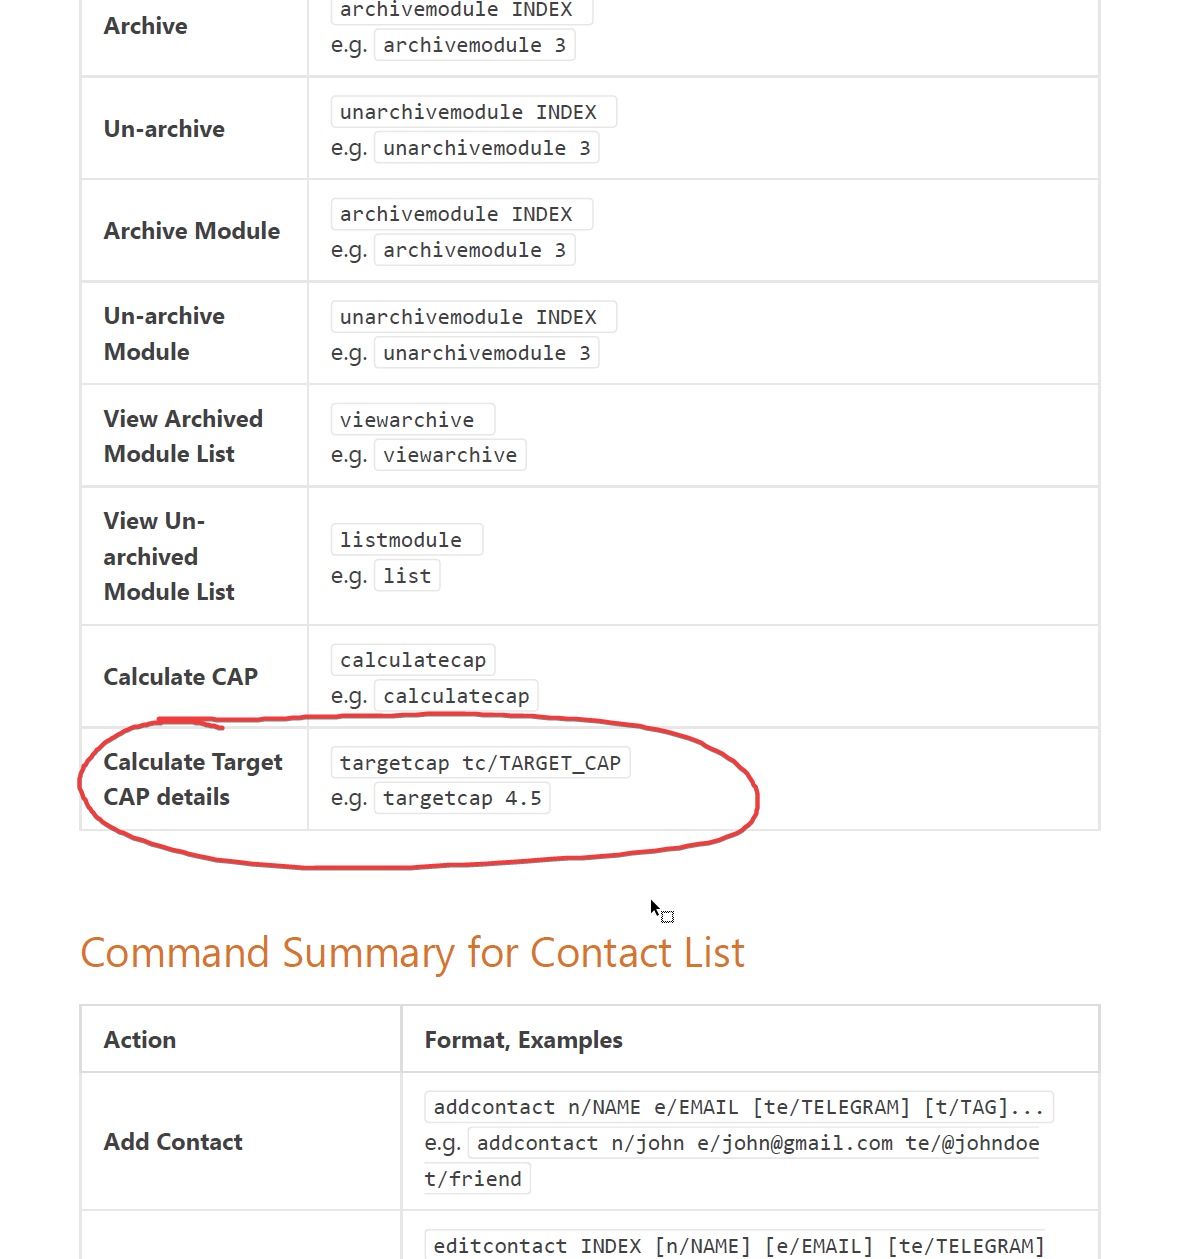 Archive
archivemodule INDEX
e.g. archivemodule 3
Un-archive
unarchivemodule INDEX
e.g. unarchivemodule 3
Archive Module
archivemodule INDEX
e.g. archivemodule 3
Un-archive
Module
unarchivemodule INDEX
e.g. unarchivemodule 3
View Archived
Module List
viewarchive
e.g. viewarchive
View Un-
archived
Module List
listmodule
e.g. list
Calculate CAP
calculatecap
e.g. calculatecap
Calculate Target
CAP details
targetcap tc/TARGET_CAP
e.g. targetcap 4.5
Command Summary for Contact List
Action
Format, Examples
Add Contact
addcontact n/NAME e/EMAIL [te/TELEGRAM] [t/TAG]...
e.g. addcontact n/john e/john@gmail.com te/@johndoe
t/friend
editcontact INDEX [n/NAME] [e/EMAIL] [te/TELEGRAM]